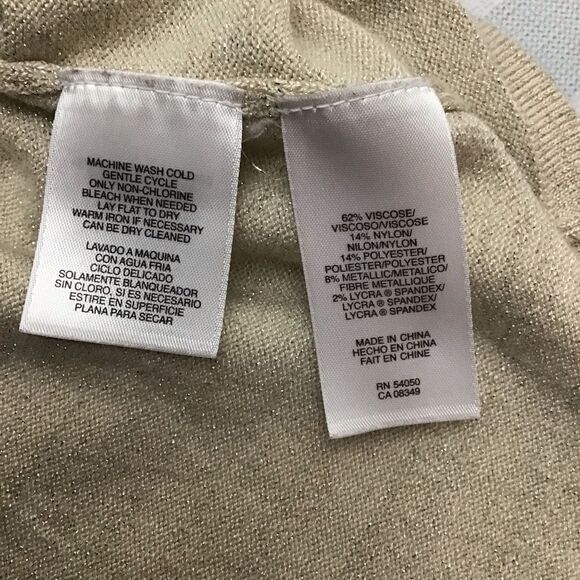 MACHINE WASH COLD
GENTLE CYCLE
ONLY NON-CHLORINE
BLEACH WHEN NEEDED
LAY FLAT TO DRY
WARM IRON IF NECESSARY
CAN BE DRY CLEANED
LAVADO A MAQUINA
CON AGUA FRIA
CICLO DELICADO
SOLAMENTE BLANQUEADOR
SIN CLORO, SI ES NECESARIO
ESTIRE EN SUPERFICIE
PLANA PARA SECAR
62% VISCOSE/
VISCOSO/VISCOSE
14% NYLON/
NILON/NYLON
14% POLYESTER/
POLIESTER/POLYESTER
8% METALLIC/METALICO/
FIBRE METALLIQUE
2% LYCRA ® SPANDEX/
LYCRA ® SPANDEX/
LYCRA ® SPANDEX
MADE IN CHINA
HECHO EN CHINA
FAIT EN CHINE
RN 54050
CA 08349